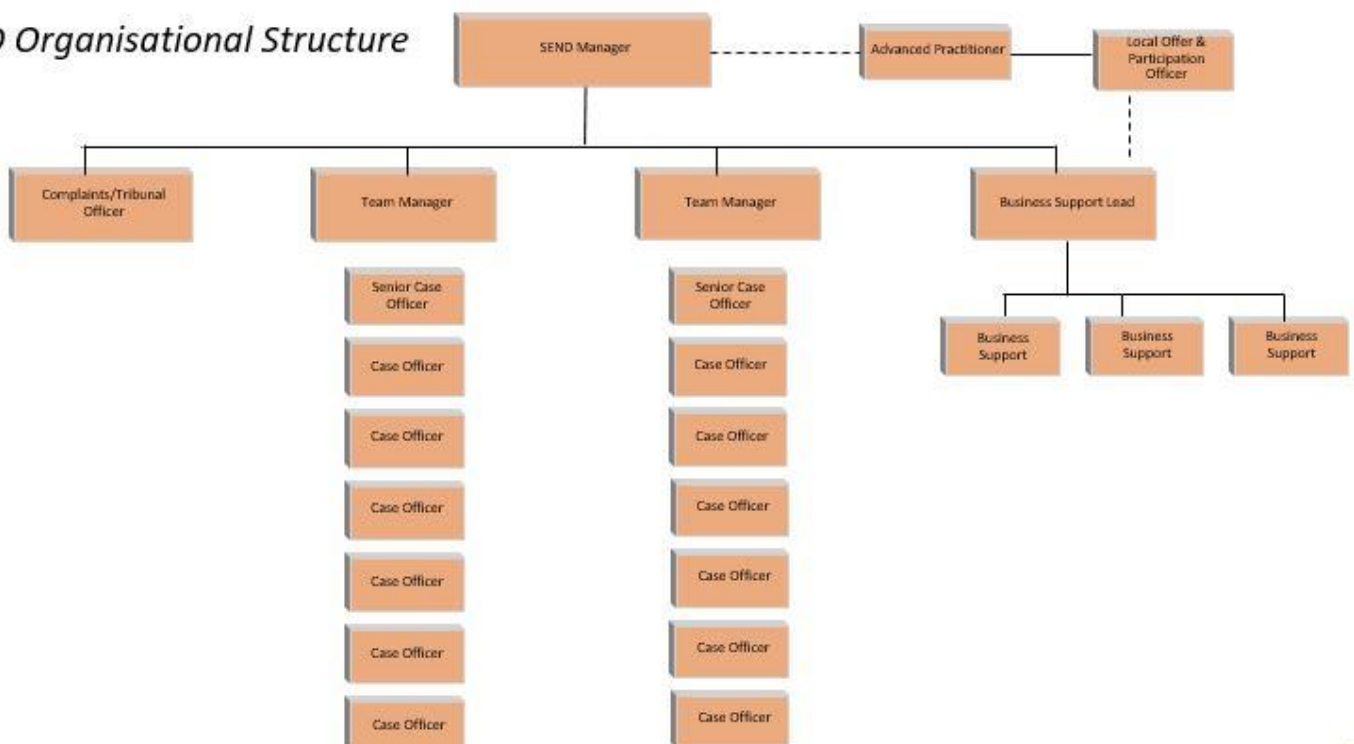 D Organisational Structure
SEND Manager
Advanced Practitioner
Local Offer &
Participation
Officer
Complaints/Tribunal
Officer
Team Manager
Team Manager
Business Support Lead
Senior Case
Officer
Case Officer
Case Officer
Case Officer
Case Officer
Case Officer
Case Officer
Senior Case
Officer
Case Officer
Case Officer
Case Officer
Case Officer
Case Officer
Case Officer
Business
Support
Business
Support
Business
Support